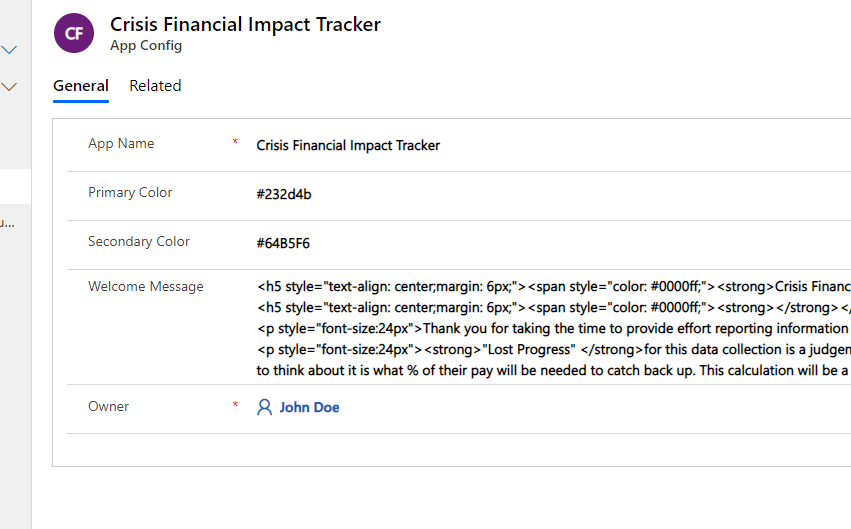 CF
Crisis Financial Impact Tracker
App Config
General Related
App Name * Crisis Financial Impact Tracker
Primary Color #232d4b
Secondary Color #64B5F6
Welcome Message <h5 style="text-align: center;margin: 6px;"><span style="color: #0000ff;"><strong>Crisis Financ
<h5 style="text-align: center;margin: 6px;"><span style="color: #0000ff;"><strong></strong><
<p style="font-size:24px">Thank you for taking the time to provide effort reporting information
<p style="font-size:24px"><strong>"Lost Progress" </strong>for this data collection is a judgem
to think about it is what % of their pay will be needed to catch back up. This calculation will be a
Owner * John Doe